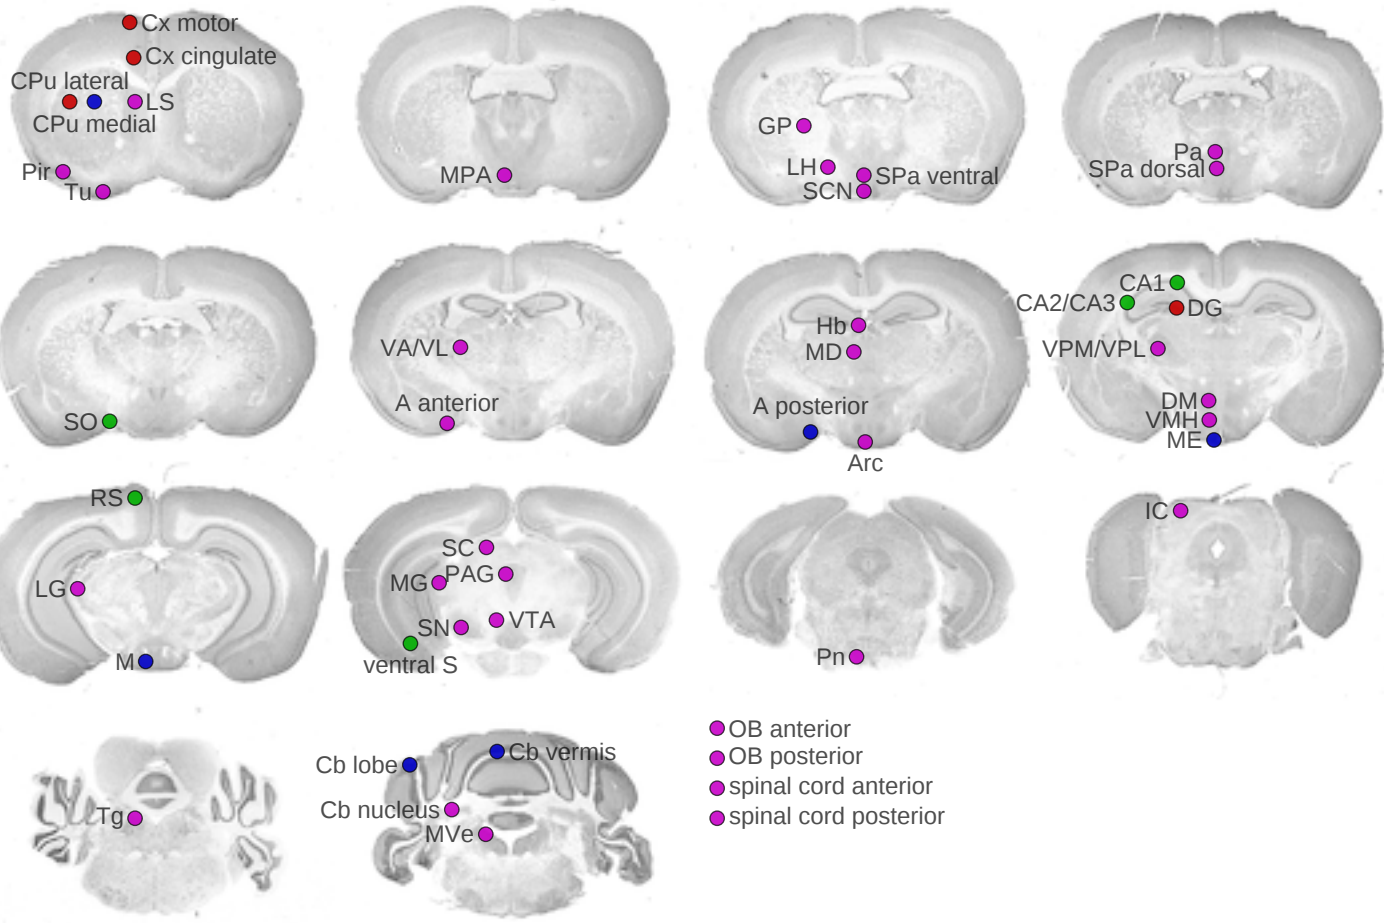 Cx motor
Cx cingulate
CPu lateral
LS
CPu medial
Pir
Tu
MPA
GP
LH
SPa ventral
SCN
Pa
SPa dorsal
SO
VA/VL
A anterior
Hb
MD
A posterior
Arc
CA1
CA2/CA3
DG
VPM/VPL
DM
VMH
ME
RS
LG
M
SC
MG
PAG
SN
VTA
ventral S
Pn
IC
Tg
Cb lobe
Cb vermis
Cb nucleus
MVe
OB anterior
OB posterior
spinal cord anterior
spinal cord posterior